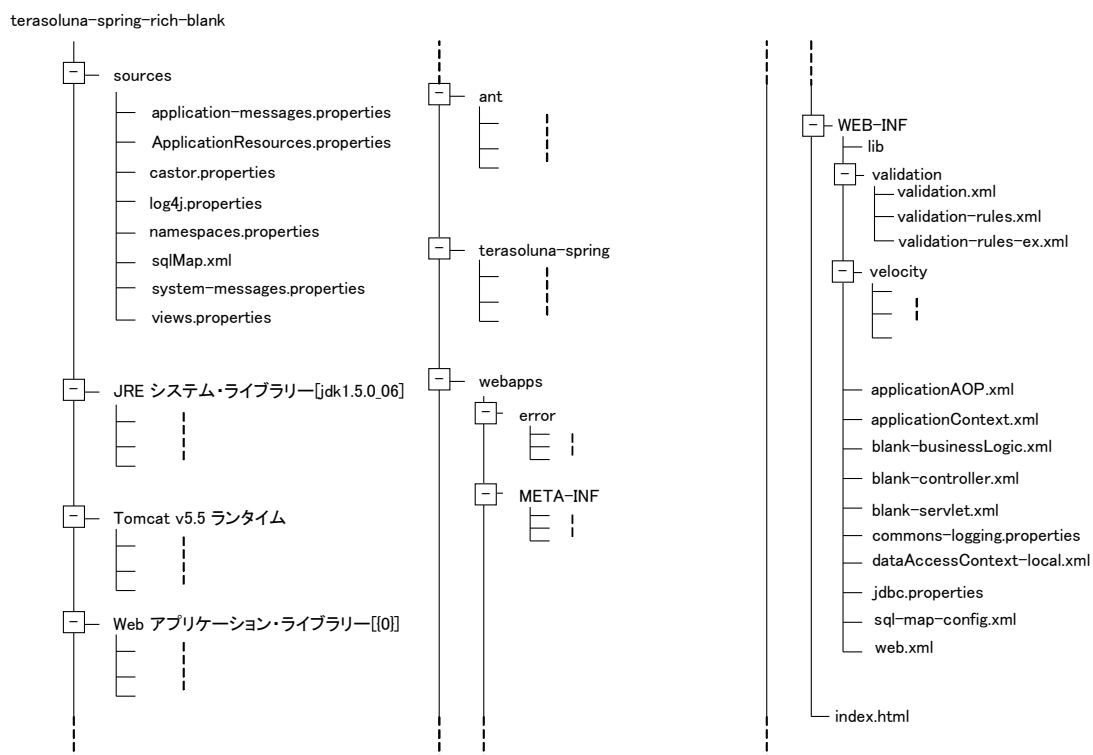 terasoluna-spring-rich-blank
sources
application-messages.properties
ApplicationResources.properties
castor.properties
log4j.properties
namespaces.properties
sqlMap.xml
system-messages.properties
views.properties
JRE システム・ライブラリー[jdk1.5.0_06]
Tomcat v5.5 ランタイム
Web アプリケーション・ライブラリー[{0}]
ant
terasoluna-spring
webapps
error
META-INF
WEB-INF
lib
validation
validation.xml
validation-rules.xml
validation-rules-ex.xml
velocity
applicationAOP.xml
applicationContext.xml
blank-businessLogic.xml
blank-controller.xml
blank-servlet.xml
commons-logging.properties
dataAccessContext-local.xml
jdbc.properties
sql-map-config.xml
web.xml
index.html